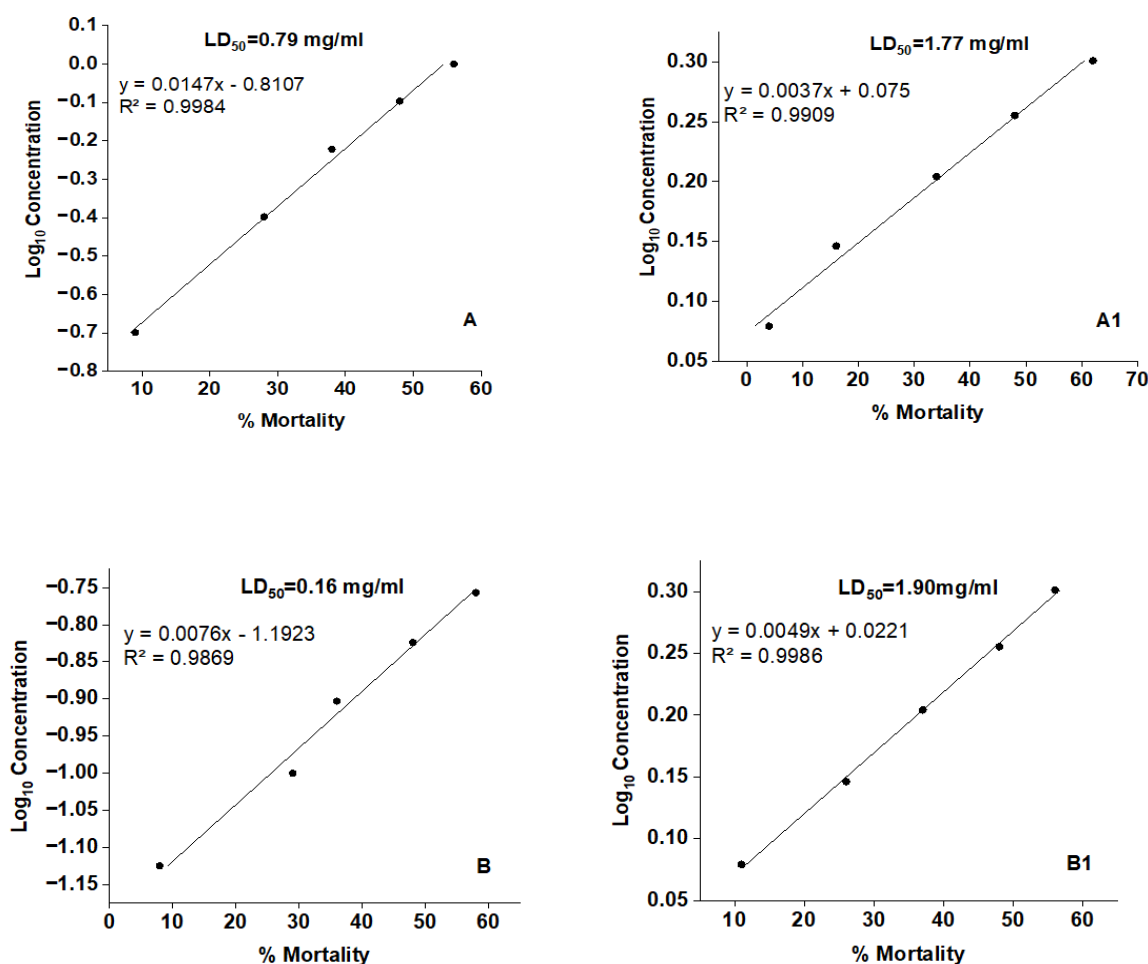 LD₅₀=0.79 mg/ml
y = 0.0147x - 0.8107
R² = 0.9984
Log₁₀ Concentration
0.1
0.0
−0.1
−0.2
−0.3
−0.4
−0.5
−0.6
−0.7
−0.8
A
10 20 30 40 50 60
% Mortality
LD₅₀=1.77 mg/ml
y = 0.0037x + 0.075
R² = 0.9909
Log₁₀ Concentration
0.30
0.25
0.20
0.15
0.10
0.05
A1
0 10 20 30 40 50 60 70
% Mortality
LD₅₀=0.16 mg/ml
y = 0.0076x - 1.1923
R² = 0.9869
Log₁₀ Concentration
−0.75
−0.80
−0.85
−0.90
−0.95
−1.00
−1.05
−1.10
−1.15
B
0 10 20 30 40 50 60
% Mortality
LD₅₀=1.90mg/ml
y = 0.0049x + 0.0221
R² = 0.9986
Log₁₀ Concentration
0.30
0.25
0.20
0.15
0.10
0.05
B1
10 20 30 40 50 60
% Mortality